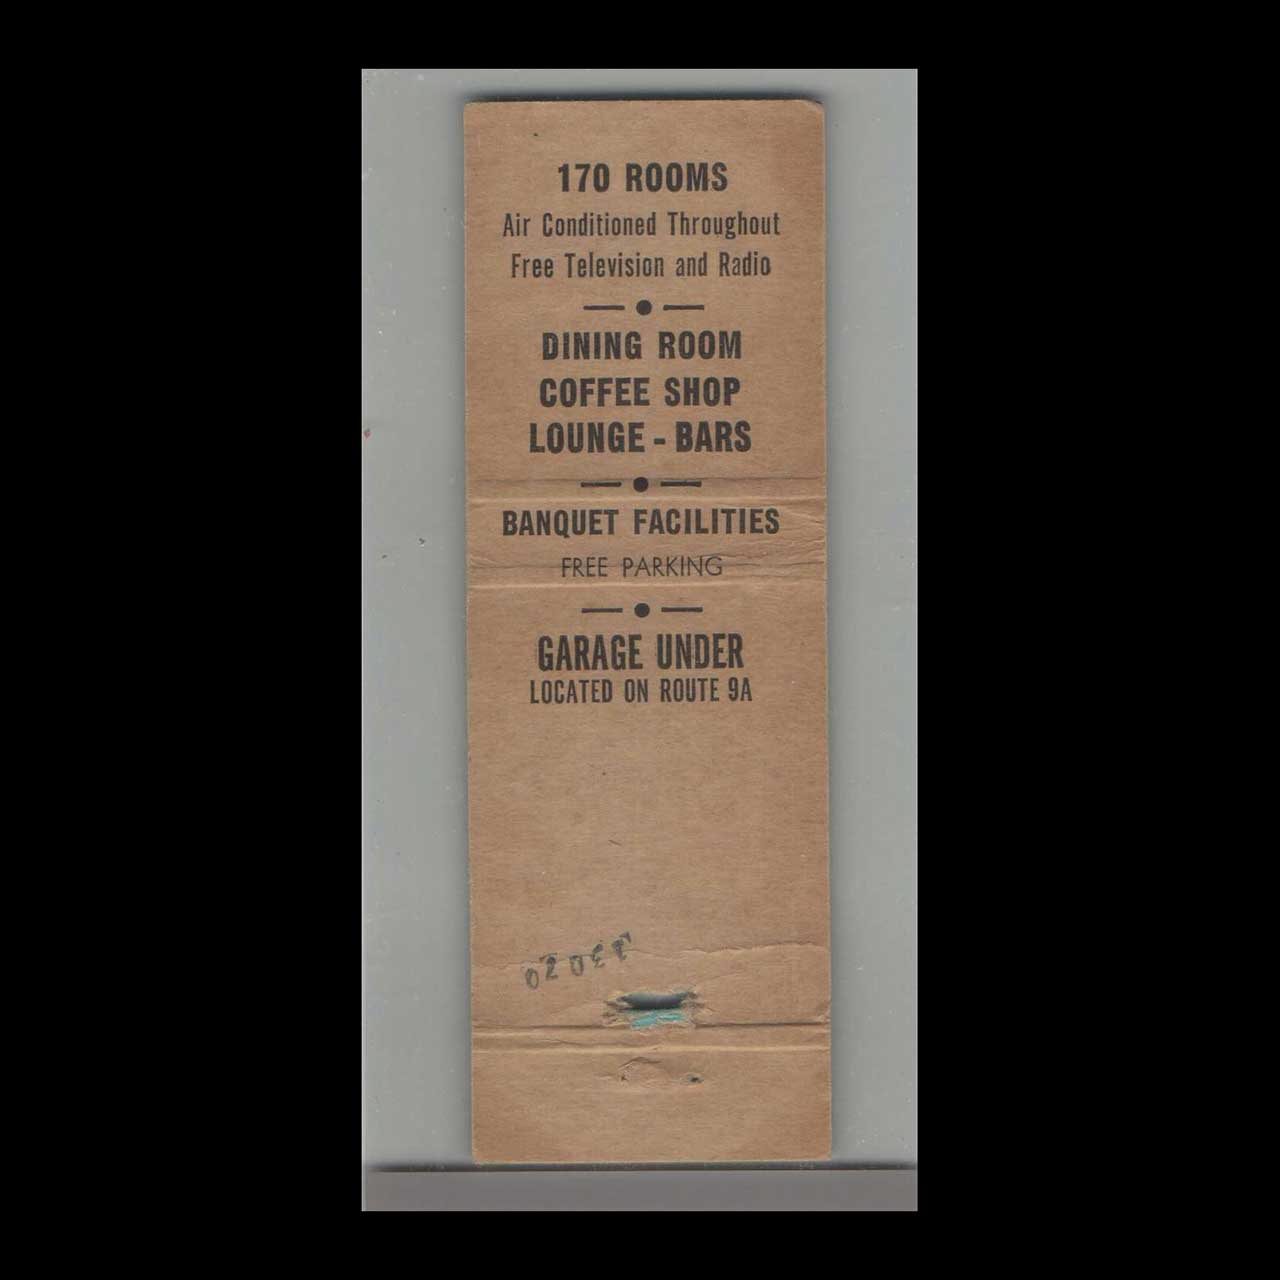 170 ROOMS
Air Conditioned Throughout
Free Television and Radio
DINING ROOM
COFFEE SHOP
LOUNGE - BARS
BANQUET FACILITIES
FREE PARKING
GARAGE UNDER
LOCATED ON ROUTE 9A